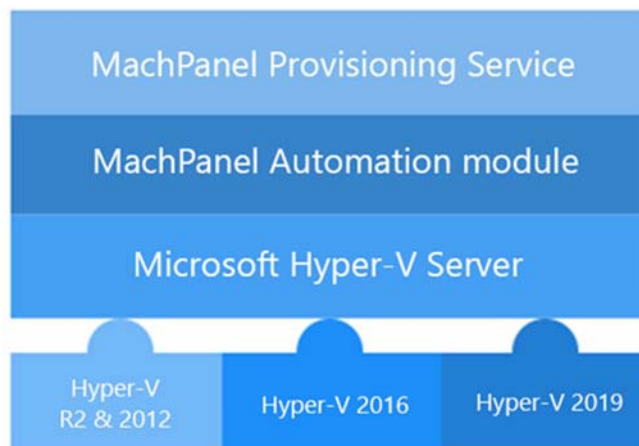 MachPanel Provisioning Service
MachPanel Automation module
Microsoft Hyper-V Server
Hyper-V
R2 & 2012
Hyper-V 2016
Hyper-V 2019